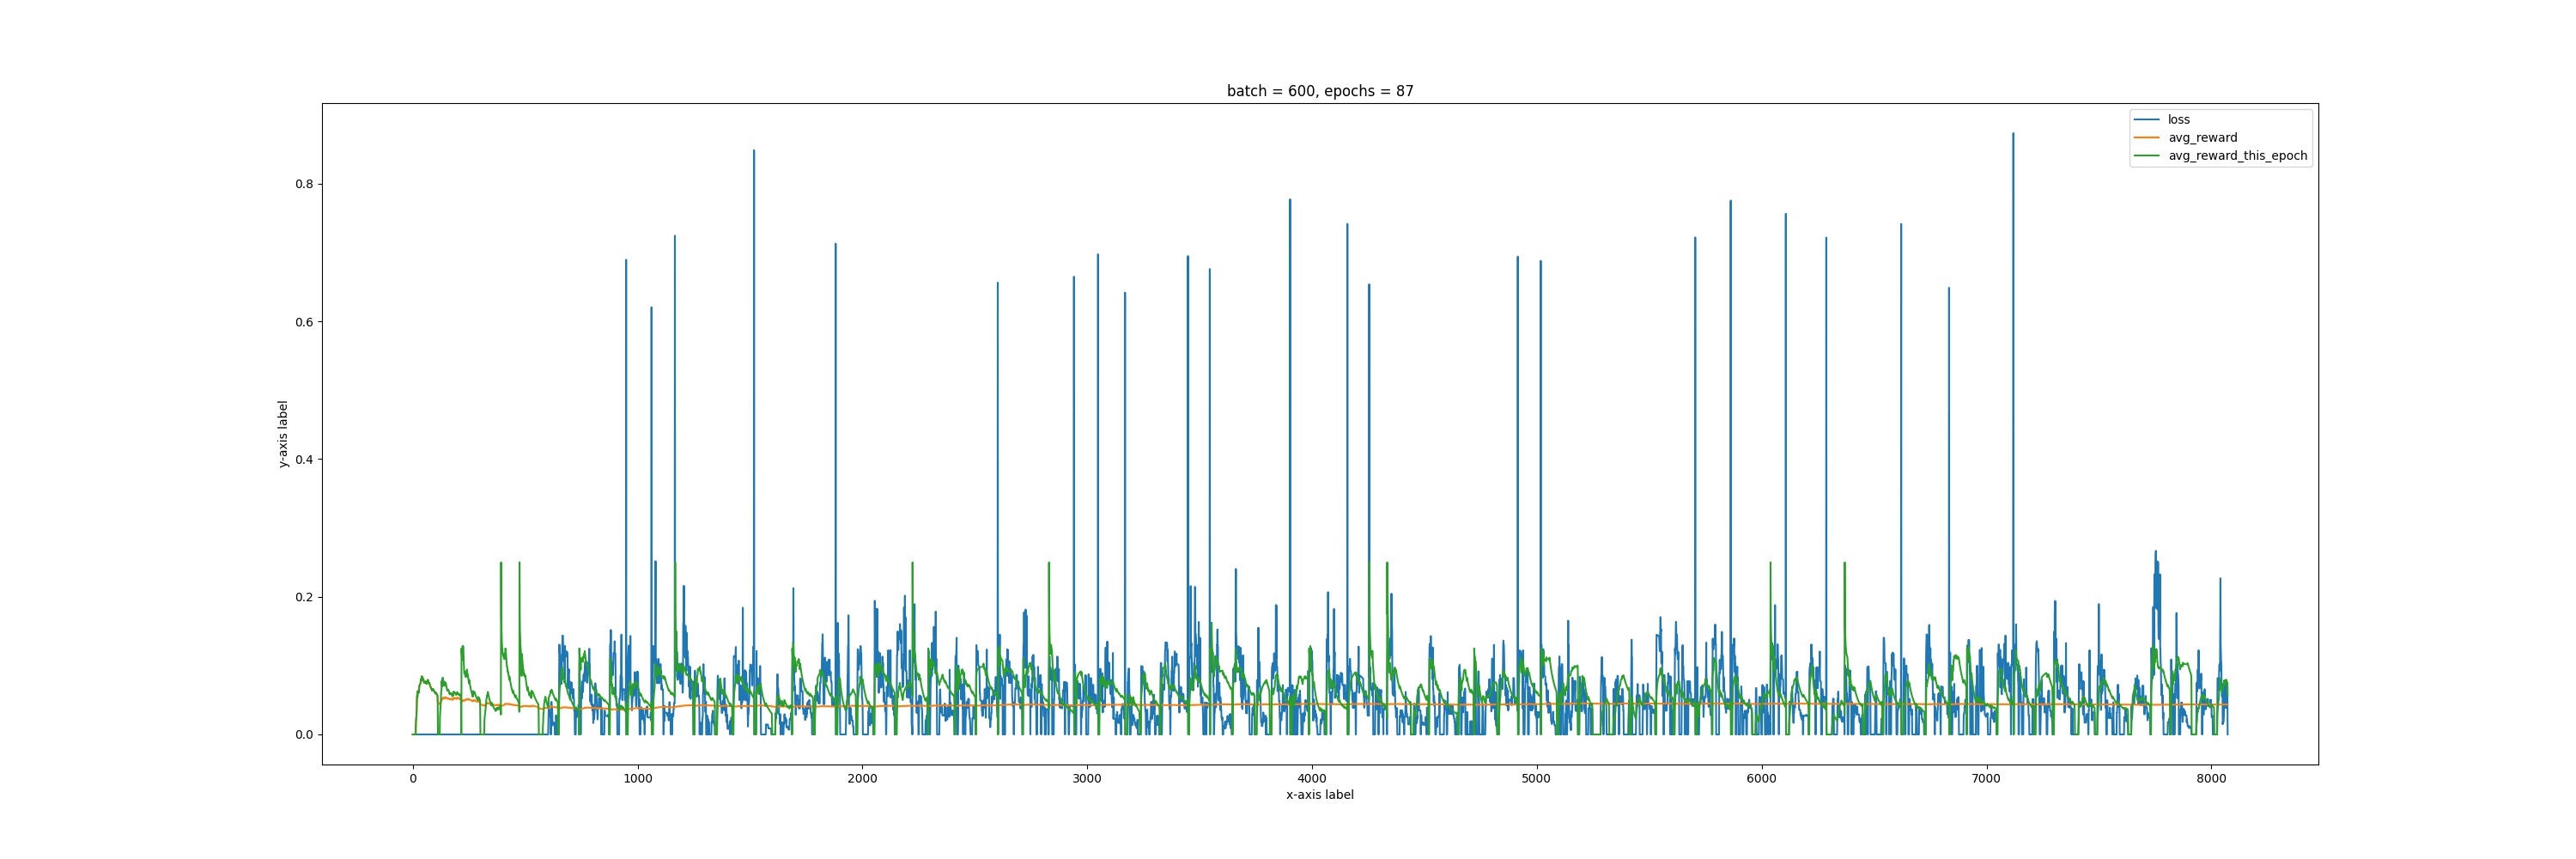 batch = 600, epochs = 87
loss
avg_reward
avg_reward_this_epoch
0.8
0.6
0.4
0.2
0.0
y-axis label
0 1000 2000 3000 4000 5000 6000 7000 8000
x-axis label